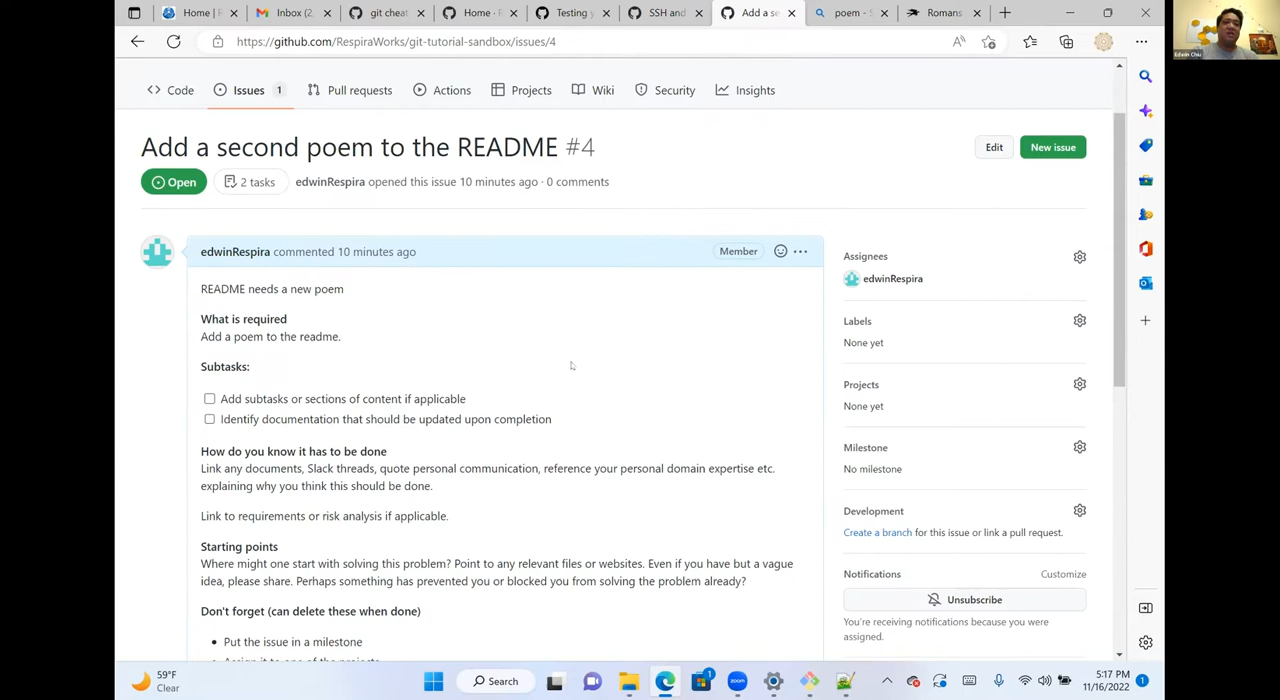 Home |
Inbox (2,
git chea
Home ·
Testing y
SSH and
Add a se
poem - S
Romans
https://github.com/RespiraWorks/git-tutorial-sandbox/issues/4
Edwin Chiu
Code
Issues 1
Pull requests
Actions
Projects
Wiki
Security
Insights
Add a second poem to the README #4
Edit
New issue
Open
2 tasks
edwinRespira opened this issue 10 minutes ago · 0 comments
edwinRespira commented 10 minutes ago
Member
README needs a new poem
What is required
Add a poem to the readme.
Subtasks:
Add subtasks or sections of content if applicable
Identify documentation that should be updated upon completion
How do you know it has to be done
Link any documents, Slack threads, quote personal communication, reference your personal domain expertise etc.
explaining why you think this should be done.
Link to requirements or risk analysis if applicable.
Starting points
Where might one start with solving this problem? Point to any relevant files or websites. Even if you have but a vague
idea, please share. Perhaps something has prevented you or blocked you from solving the problem already?
Don't forget (can delete these when done)
• Put the issue in a milestone
Assignees
edwinRespira
Labels
None yet
Projects
None yet
Milestone
No milestone
Development
Create a branch for this issue or link a pull request.
Notifications
Customize
Unsubscribe
You're receiving notifications because you were
assigned.
59°F
Clear
Search
zoom
5:17 PM
11/16/2022